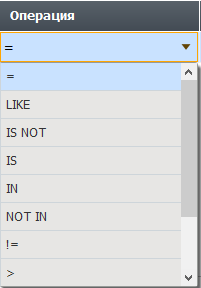 Операция
=
=
LIKE
IS NOT
IS
IN
NOT IN
!=
>